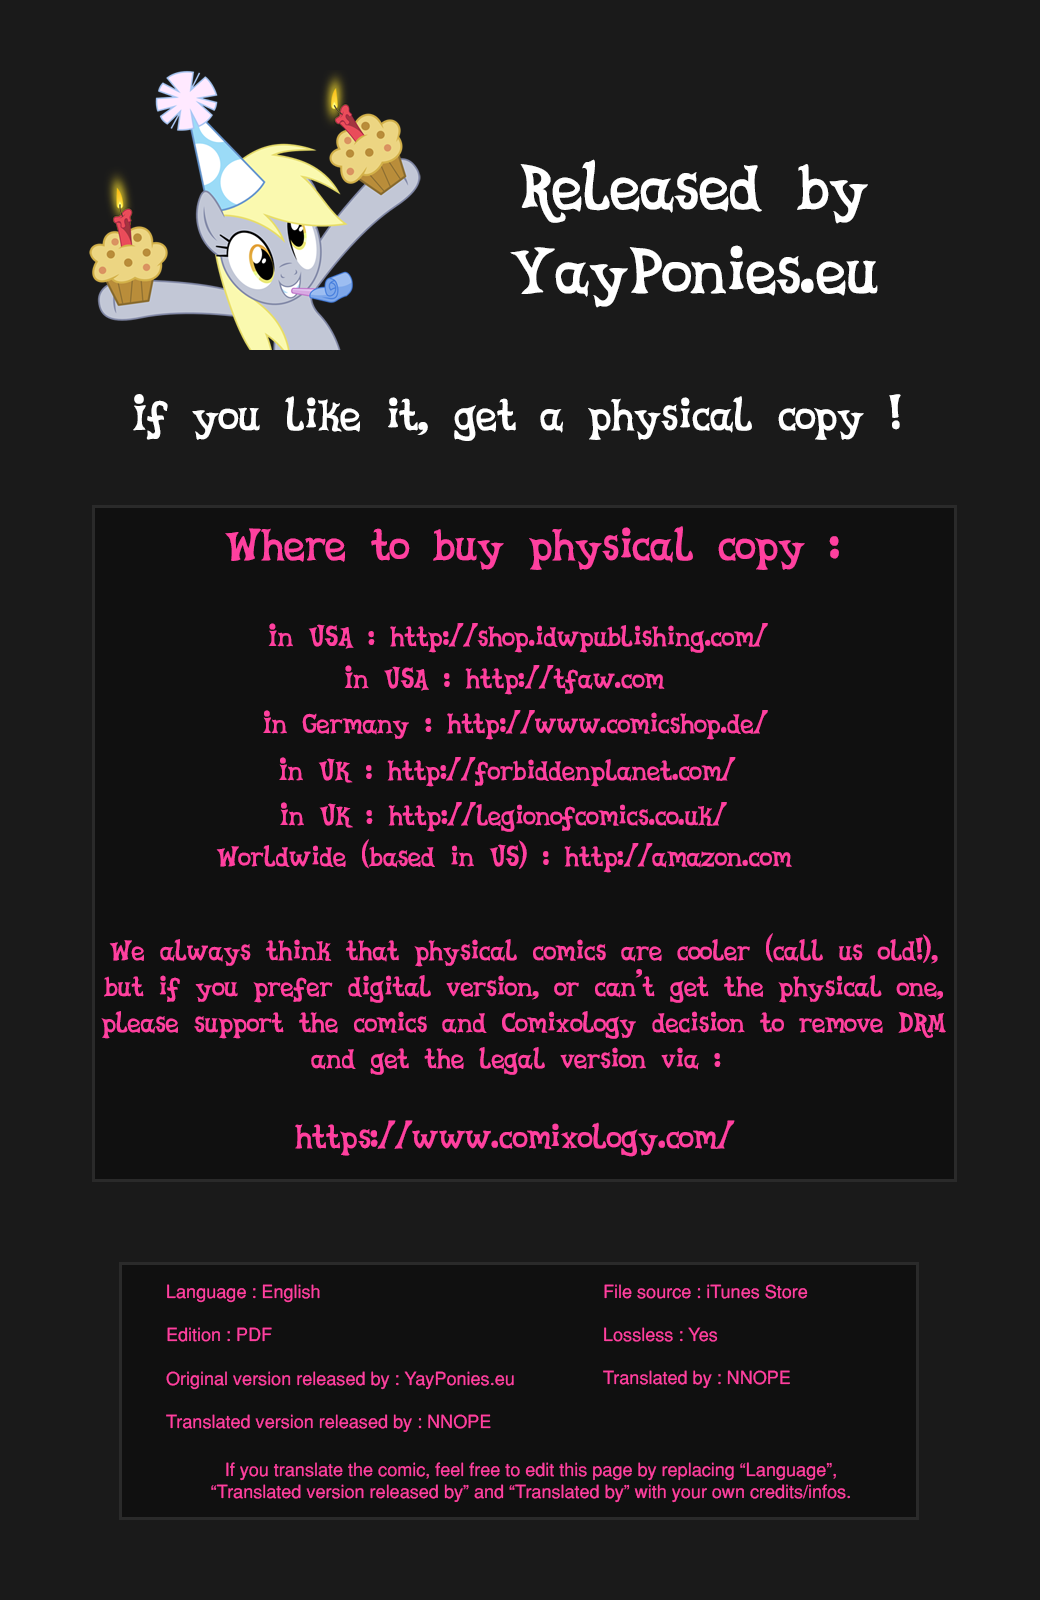 Released by
YayPonies.eu
if you like it, get a physical copy !
Where to buy physical copy :
in USA : http://shop.idwpublishing.com/
in USA : http://tfaw.com
in Germany : http://www.comicshop.de/
in UK : http://forbiddenplanet.com/
in UK : http://legionofcomics.co.uk/
Worldwide (based in US) : http://amazon.com
We always think that physical comics are cooler (call us old!),
but if you prefer digital version, or can't get the physical one,
please support the comics and Comixology decision to remove DRM
and get the legal version via :
https://www.comixology.com/
Language : English
File source : iTunes Store
Edition : PDF
Lossless : Yes
Original version released by : YayPonies.eu
Translated by : NNOPE
Translated version released by : NNOPE
If you translate the comic, feel free to edit this page by replacing “Language”,
“Translated version released by” and “Translated by” with your own credits/infos.